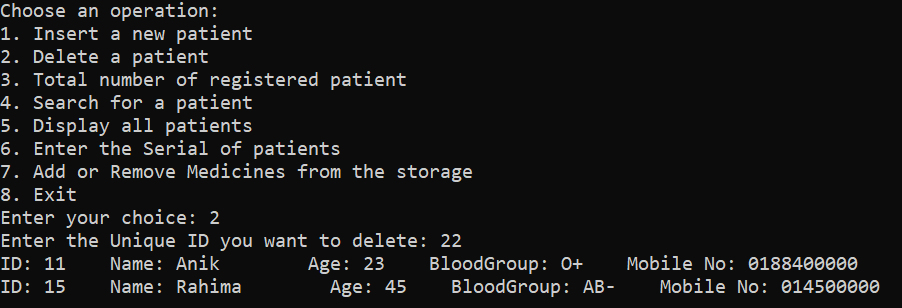 Choose an operation:
1. Insert a new patient
2. Delete a patient
3. Total number of registered patient
4. Search for a patient
5. Display all patients
6. Enter the Serial of patients
7. Add or Remove Medicines from the storage
8. Exit
Enter your choice: 2
Enter the Unique ID you want to delete: 22
ID: 11    Name: Anik        Age: 23    BloodGroup: O+    Mobile No: 0188400000
ID: 15    Name: Rahima        Age: 45    BloodGroup: AB-    Mobile No: 014500000